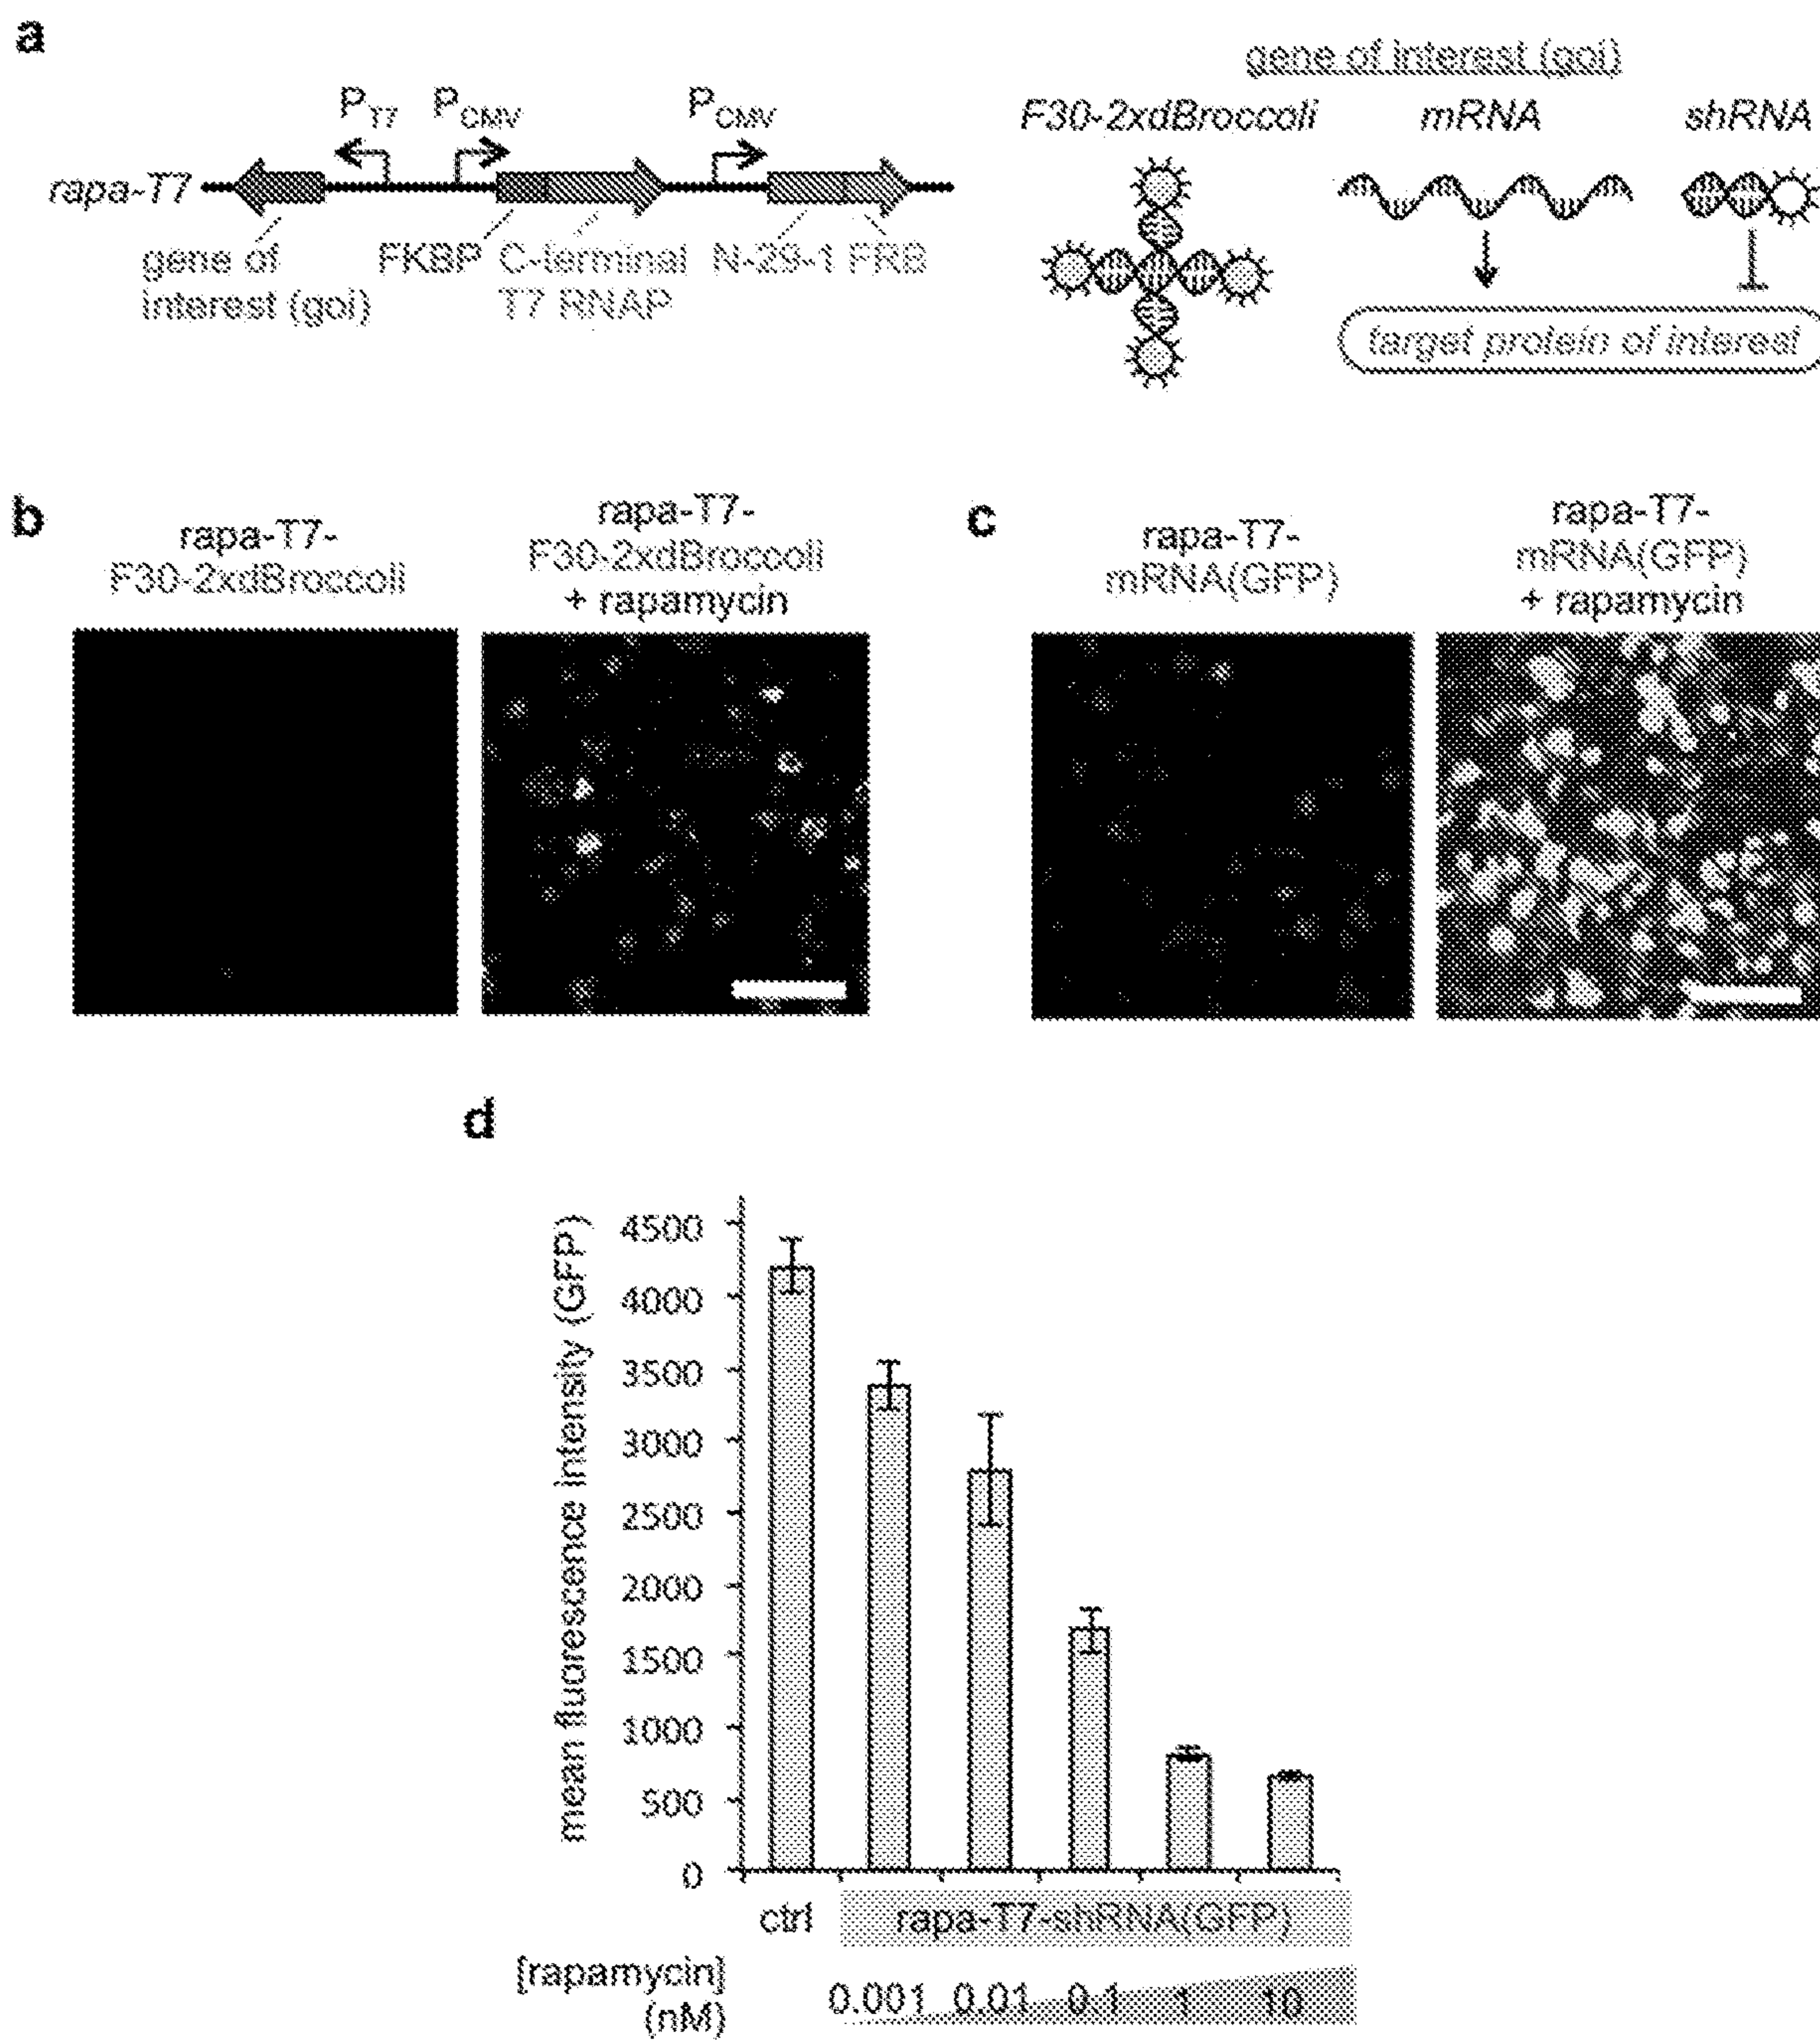 a
gene of interest (goi)
P T7 P CMV P CMV
F30-2xdBroccoli mRNA shRNA
rapa-T7
gene of interest (goi)
FKBP
C-terminal T7 RNAP
N-29-1 FRB
target protein of interest
b
rapa-T7-
F30-2xdBroccoli
rapa-T7-
F30-2xdBroccoli
+ rapamycin
c
rapa-T7-
mRNA(GFP)
rapa-T7-
mRNA(GFP)
+ rapamycin
d
mean fluorescence intensity (GFP)
4500
4000
3500
3000
2500
2000
1500
1000
500
0
ctrl rapa-T7-shRNA(GFP)
[rapamycin]
(nM)
0.001 0.01 0.1 1 10